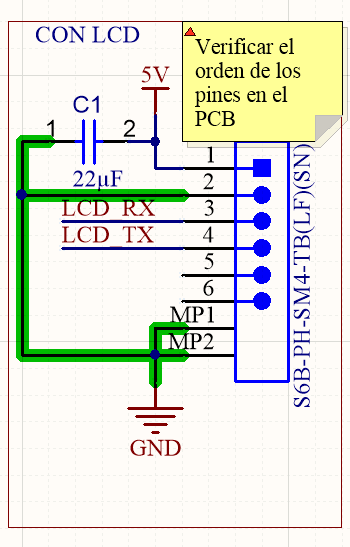 CON LCD
Verificar el
orden de los
pines en el
PCB
5V
C1
1 2
22µF
1
2
LCD_RX 3
LCD_TX 4
5
6
MP1
MP2
S6B-PH-SM4-TB(LF)(SN)
GND